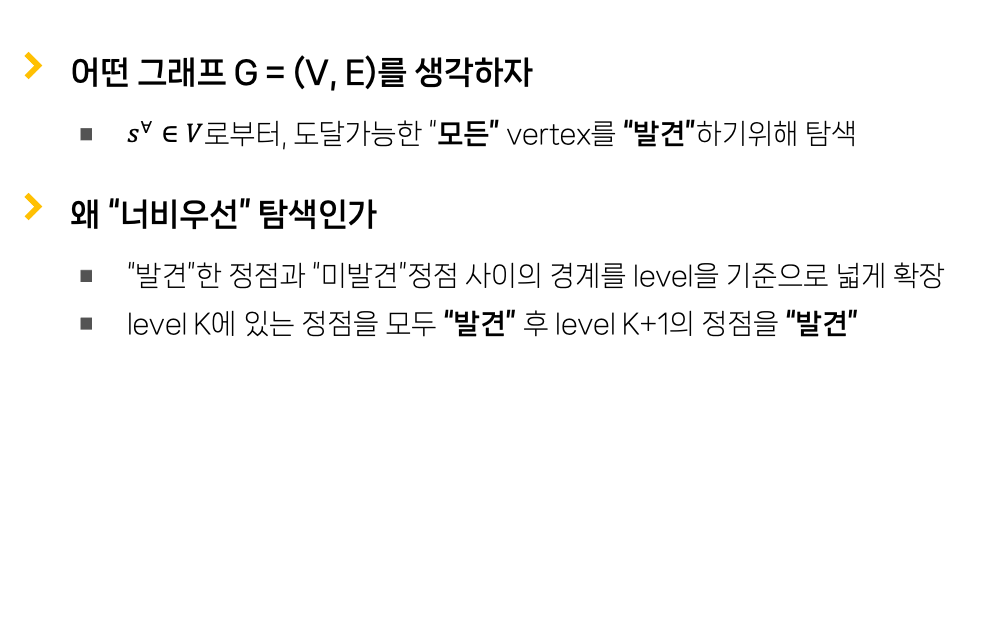 어떤 그래프 G = (V, E)를 생각하자
s^∀ ∈ V로부터, 도달가능한 “모든” vertex를 “발견”하기위해 탐색
왜 “너비우선” 탐색인가
“발견”한 정점과 “미발견”정점 사이의 경계를 level을 기준으로 넓게 확장
level K에 있는 정점을 모두 “발견” 후 level K+1의 정점을 “발견”